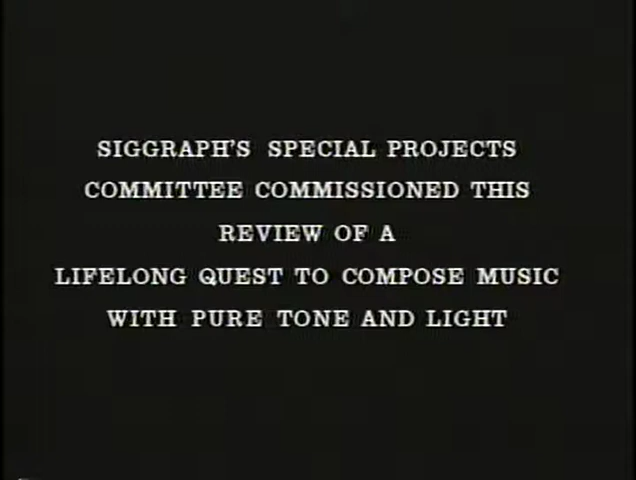 SIGGRAPH'S SPECIAL PROJECTS
COMMITTEE COMMISSIONED THIS
REVIEW OF A
LIFELONG QUEST TO COMPOSE MUSIC
WITH PURE TONE AND LIGHT